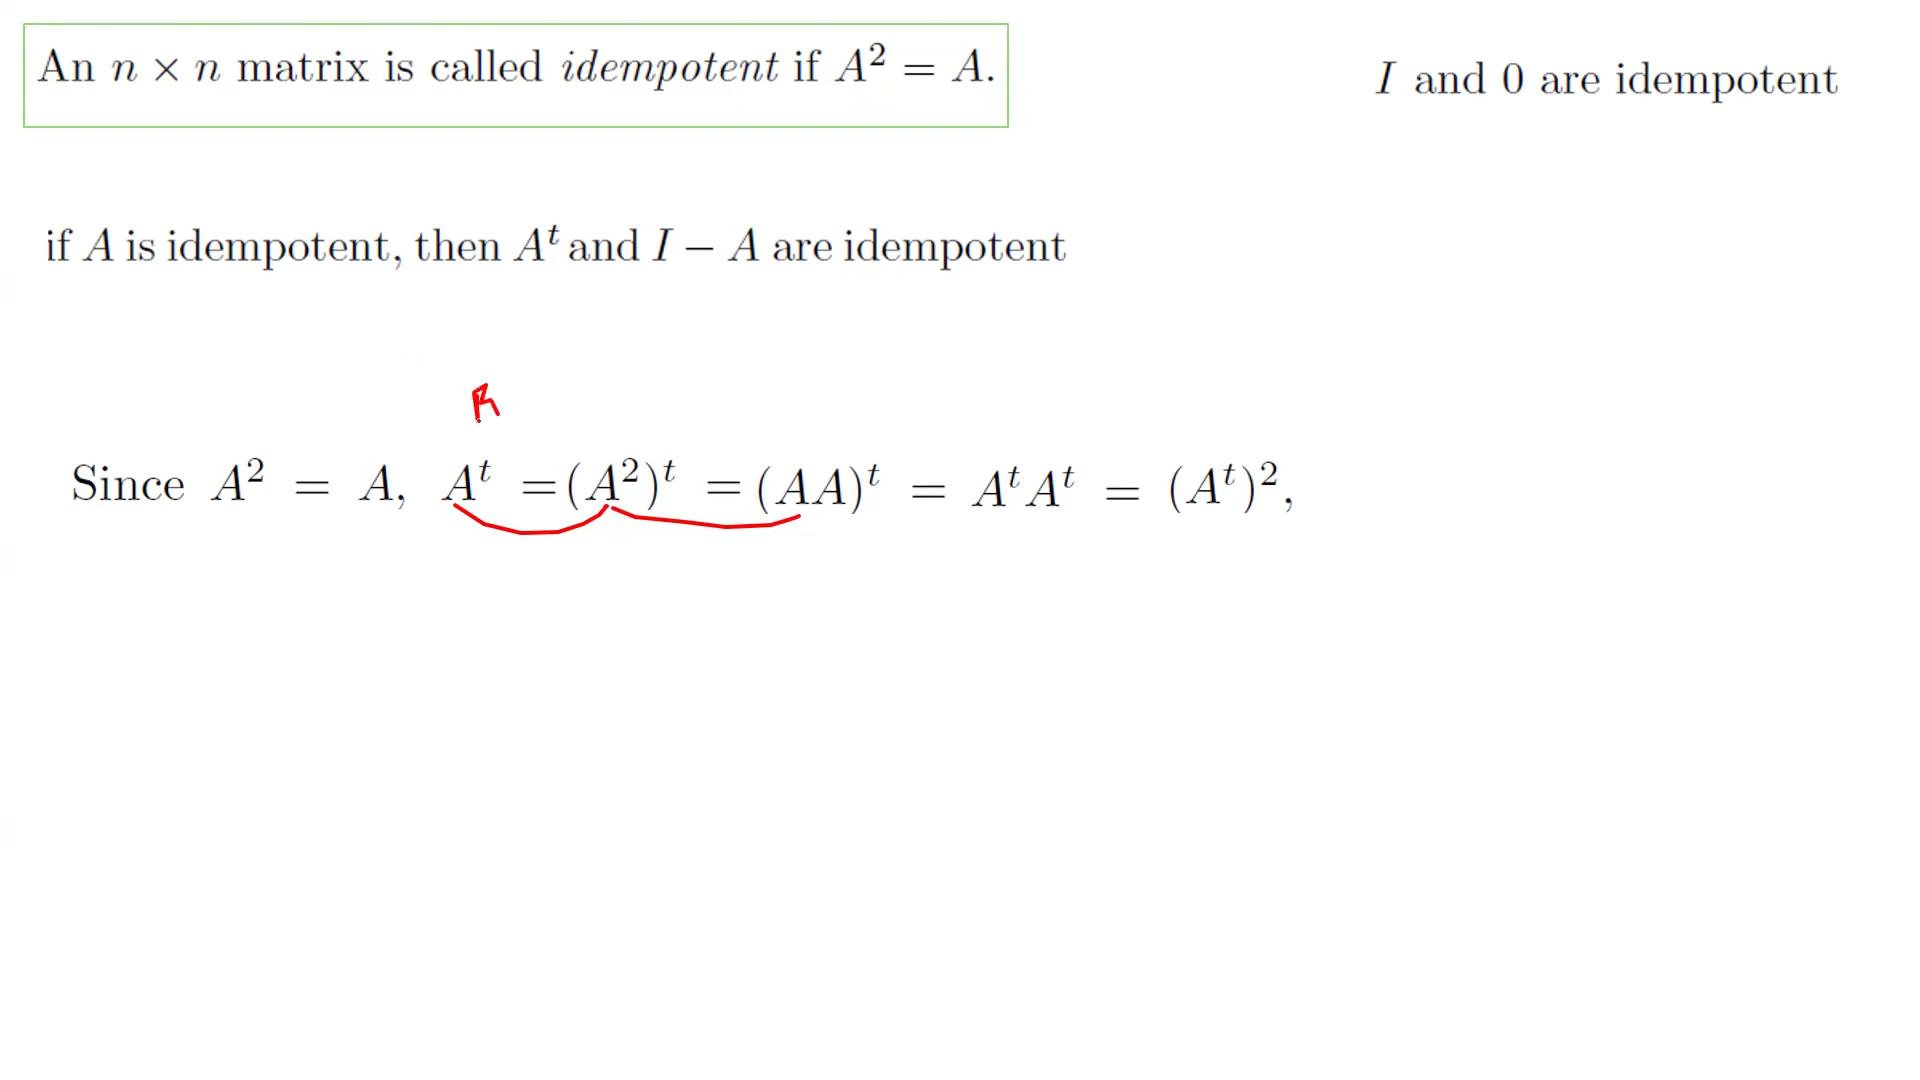 An n × n matrix is called idempotent if A² = A.
I and 0 are idempotent
if A is idempotent, then Aᵗ and I − A are idempotent
Since A² = A, Aᵗ = (A²)ᵗ = (AA)ᵗ = AᵗAᵗ = (Aᵗ)²,